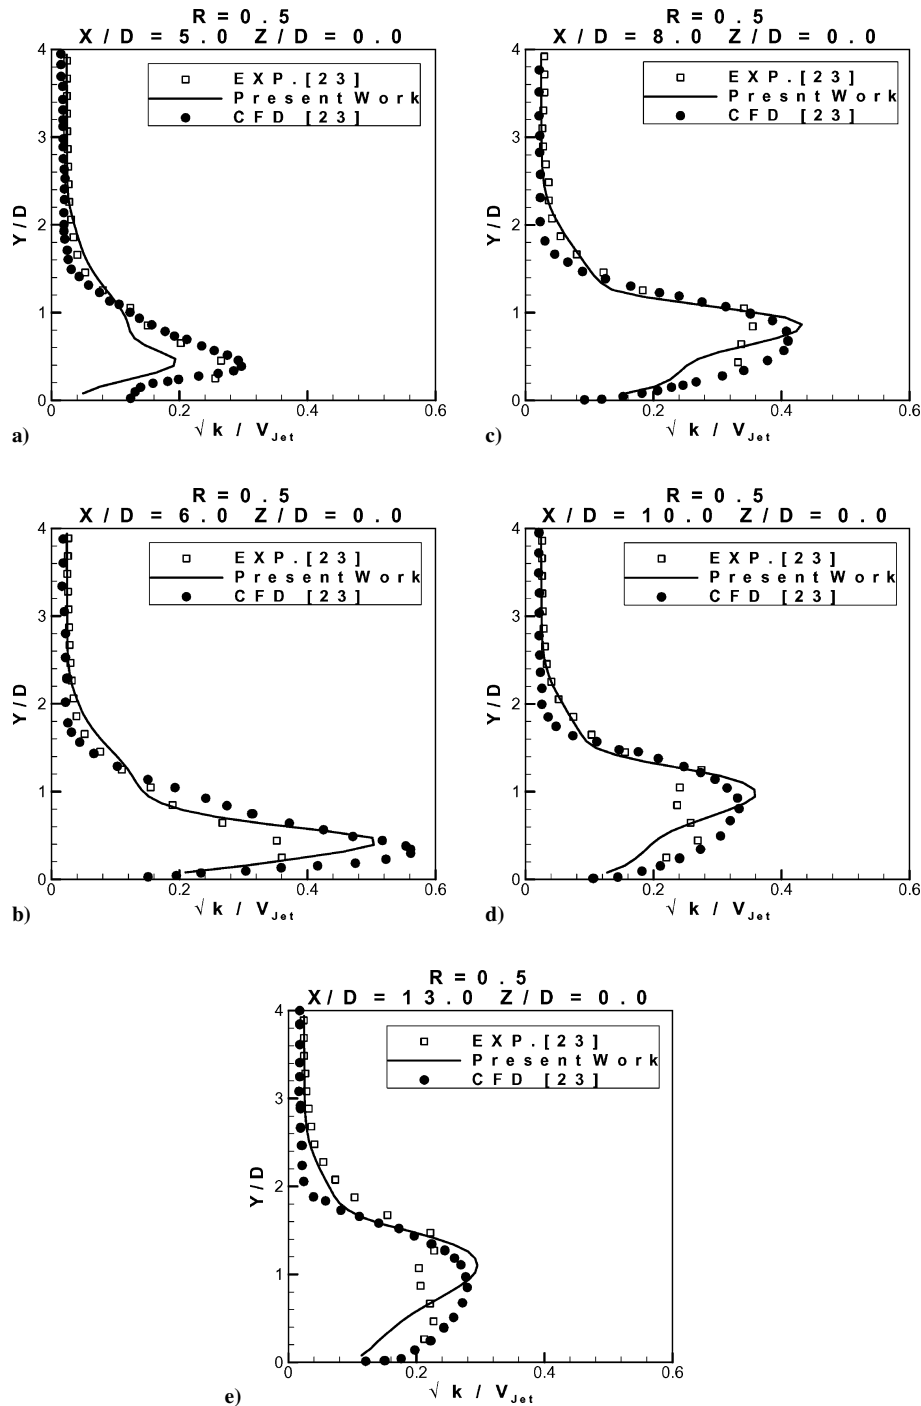 R = 0.5
X/D = 5.0 Z/D = 0.0
EXP.[23]
Present Work
CFD [23]
Y/D
4
3
2
1
0
0 0.2 0.4 0.6
√k / V_Jet
a)
R = 0.5
X/D = 8.0 Z/D = 0.0
EXP.[23]
Present Work
CFD [23]
Y/D
4
3
2
1
0
0 0.2 0.4 0.6
√k / V_Jet
c)
R = 0.5
X/D = 6.0 Z/D = 0.0
EXP.[23]
Present Work
CFD [23]
Y/D
4
3
2
1
0
0 0.2 0.4 0.6
√k / V_Jet
b)
R = 0.5
X/D = 10.0 Z/D = 0.0
EXP.[23]
Present Work
CFD [23]
Y/D
4
3
2
1
0
0 0.2 0.4 0.6
√k / V_Jet
d)
R = 0.5
X/D = 13.0 Z/D = 0.0
EXP.[23]
Present Work
CFD [23]
Y/D
4
3
2
1
0
0 0.2 0.4 0.6
√k / V_Jet
e)